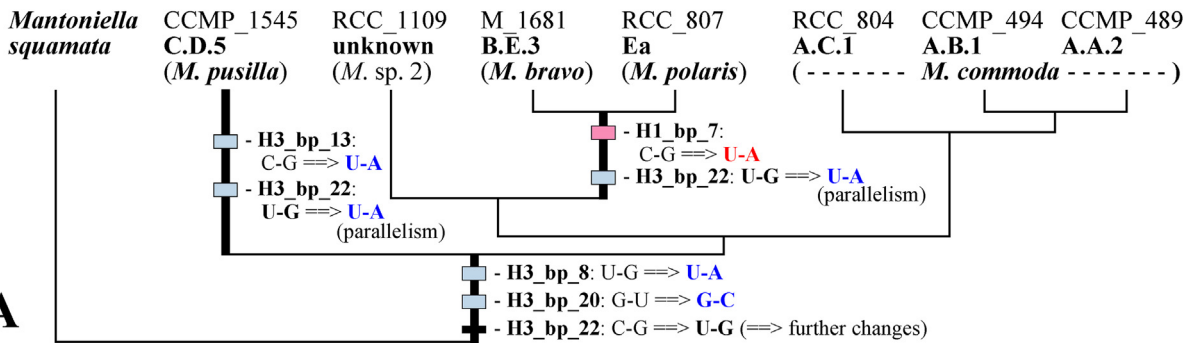 Mantoniella squamata
CCMP_1545 C.D.5 (M. pusilla)
RCC_1109 unknown (M. sp. 2)
M_1681 B.E.3 (M. bravo)
RCC_807 Ea (M. polaris)
RCC_804 A.C.1
CCMP_494 A.B.1
CCMP_489 A.A.2
( - - - - - - - M. commoda - - - - - - - )
- H3_bp_13:
C-G ==> U-A
- H3_bp_22:
U-G ==> U-A
(parallelism)
- H1_bp_7:
C-G ==> U-A
- H3_bp_22: U-G ==> U-A
(parallelism)
- H3_bp_8: U-G ==> U-A
- H3_bp_20: G-U ==> G-C
- H3_bp_22: C-G ==> U-G (==> further changes)
A